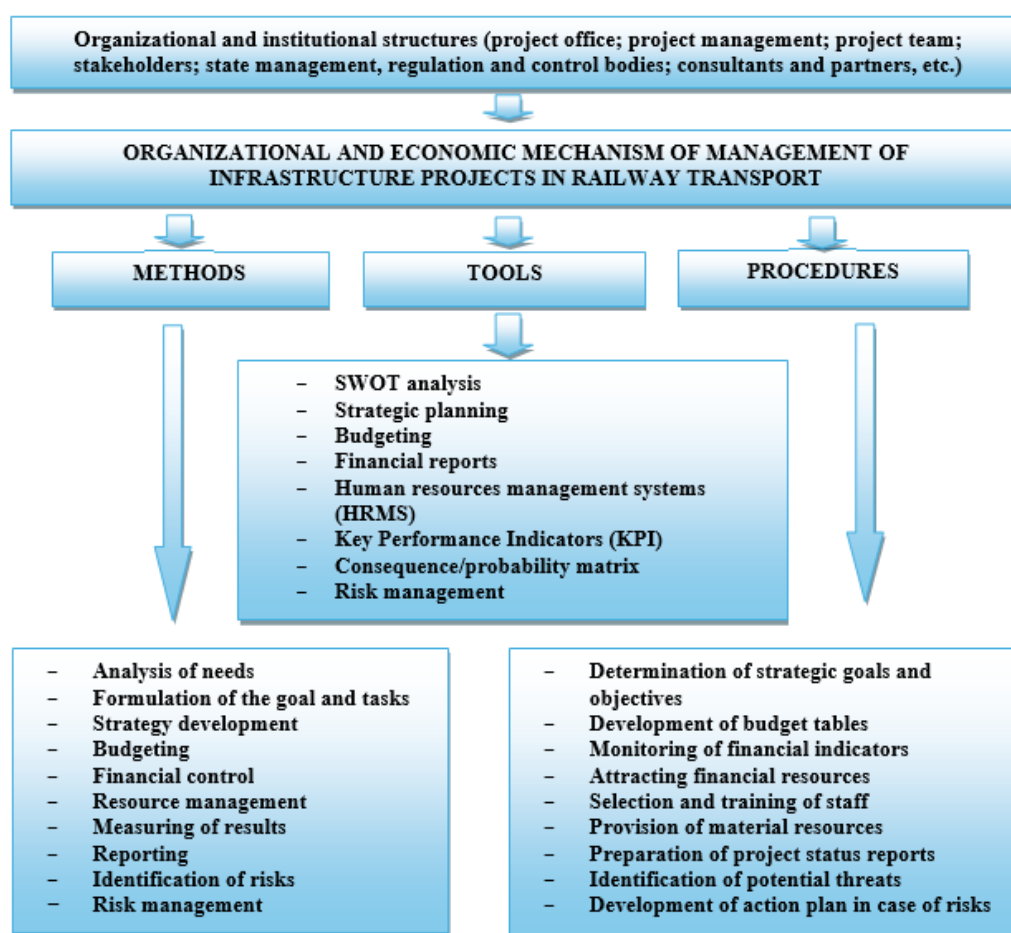 Organizational and institutional structures (project office; project management; project team;
stakeholders; state management, regulation and control bodies; consultants and partners, etc.)
ORGANIZATIONAL AND ECONOMIC MECHANISM OF MANAGEMENT OF
INFRASTRUCTURE PROJECTS IN RAILWAY TRANSPORT
METHODS
TOOLS
PROCEDURES
– SWOT analysis
– Strategic planning
– Budgeting
– Financial reports
– Human resources management systems
(HRMS)
– Key Performance Indicators (KPI)
– Consequence/probability matrix
– Risk management
– Analysis of needs
– Formulation of the goal and tasks
– Strategy development
– Budgeting
– Financial control
– Resource management
– Measuring of results
– Reporting
– Identification of risks
– Risk management
– Determination of strategic goals and
objectives
– Development of budget tables
– Monitoring of financial indicators
– Attracting financial resources
– Selection and training of staff
– Provision of material resources
– Preparation of project status reports
– Identification of potential threats
– Development of action plan in case of risks